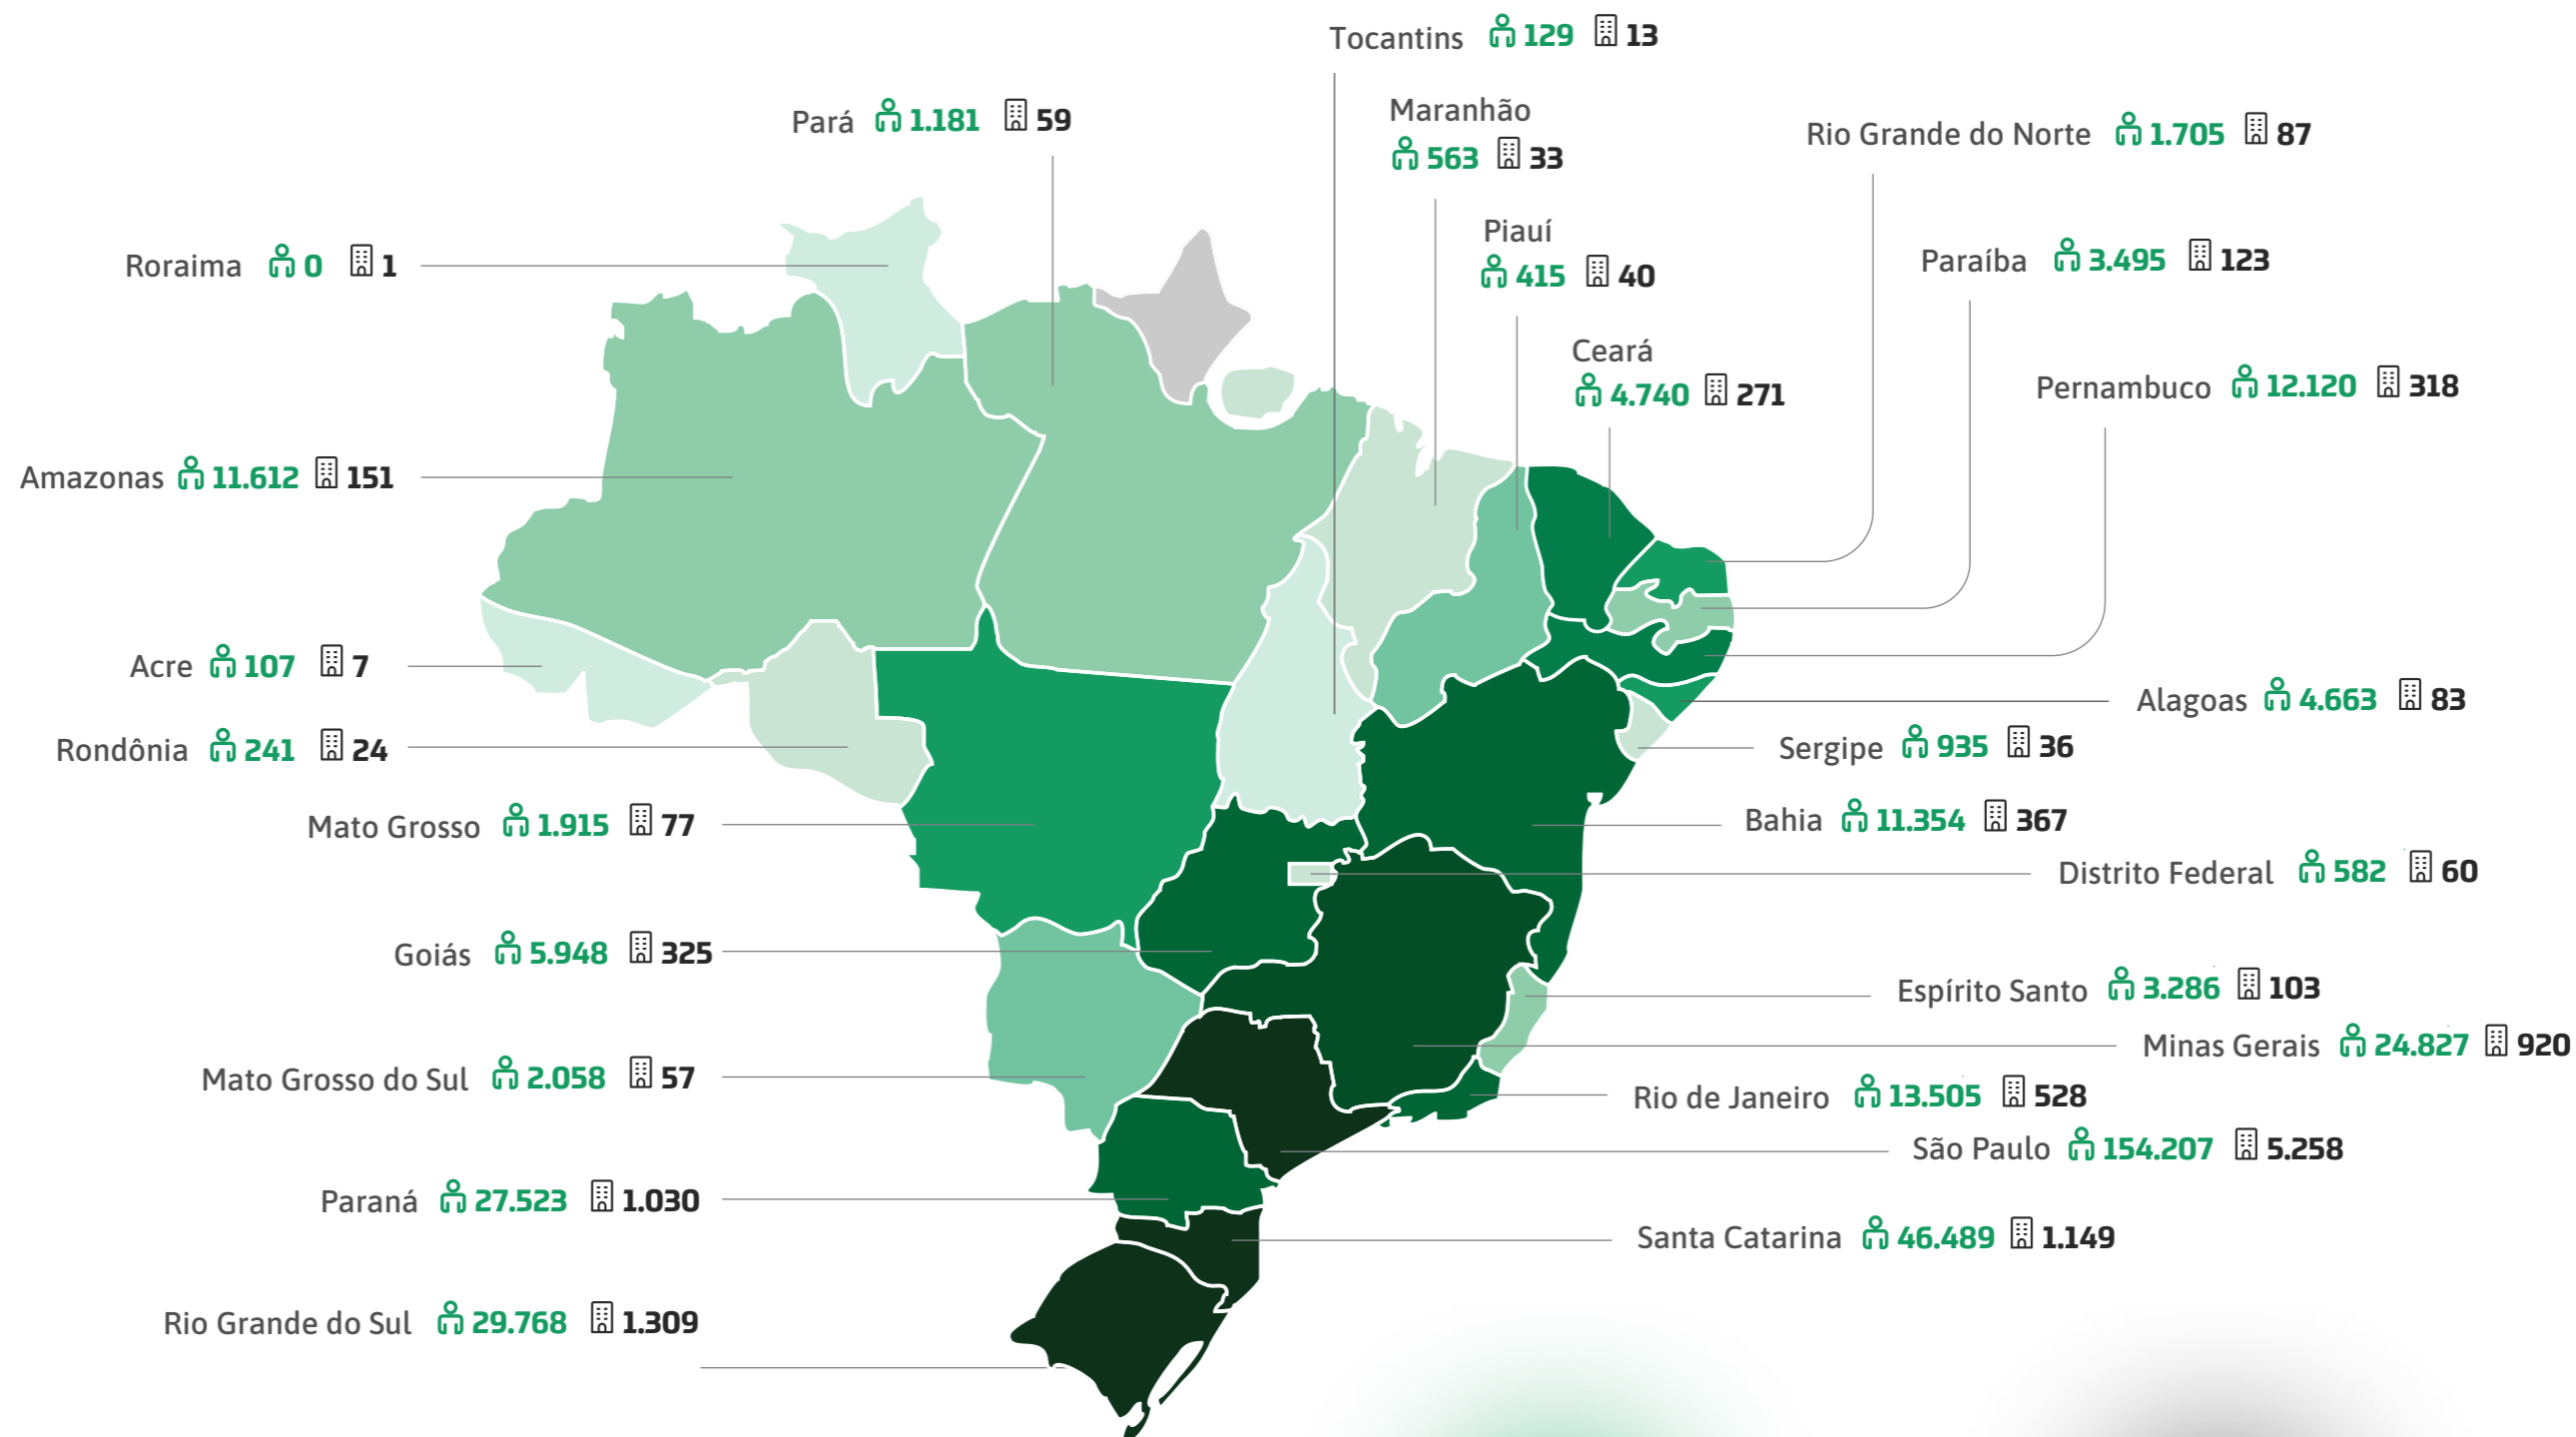 Tocantins 129 13
Pará 1.181 59
Maranhão
563 33
Rio Grande do Norte 1.705 87
Piauí
415 40
Paraíba 3.495 123
Roraima 0 1
Ceará
4.740 271
Pernambuco 12.120 318
Amazonas 11.612 151
Acre 107 7
Alagoas 4.663 83
Rondônia 241 24
Sergipe 935 36
Mato Grosso 1.915 77
Bahia 11.354 367
Distrito Federal 582 60
Goiás 5.948 325
Espírito Santo 3.286 103
Minas Gerais 24.827 920
Mato Grosso do Sul 2.058 57
Rio de Janeiro 13.505 528
São Paulo 154.207 5.258
Paraná 27.523 1.030
Santa Catarina 46.489 1.149
Rio Grande do Sul 29.768 1.309